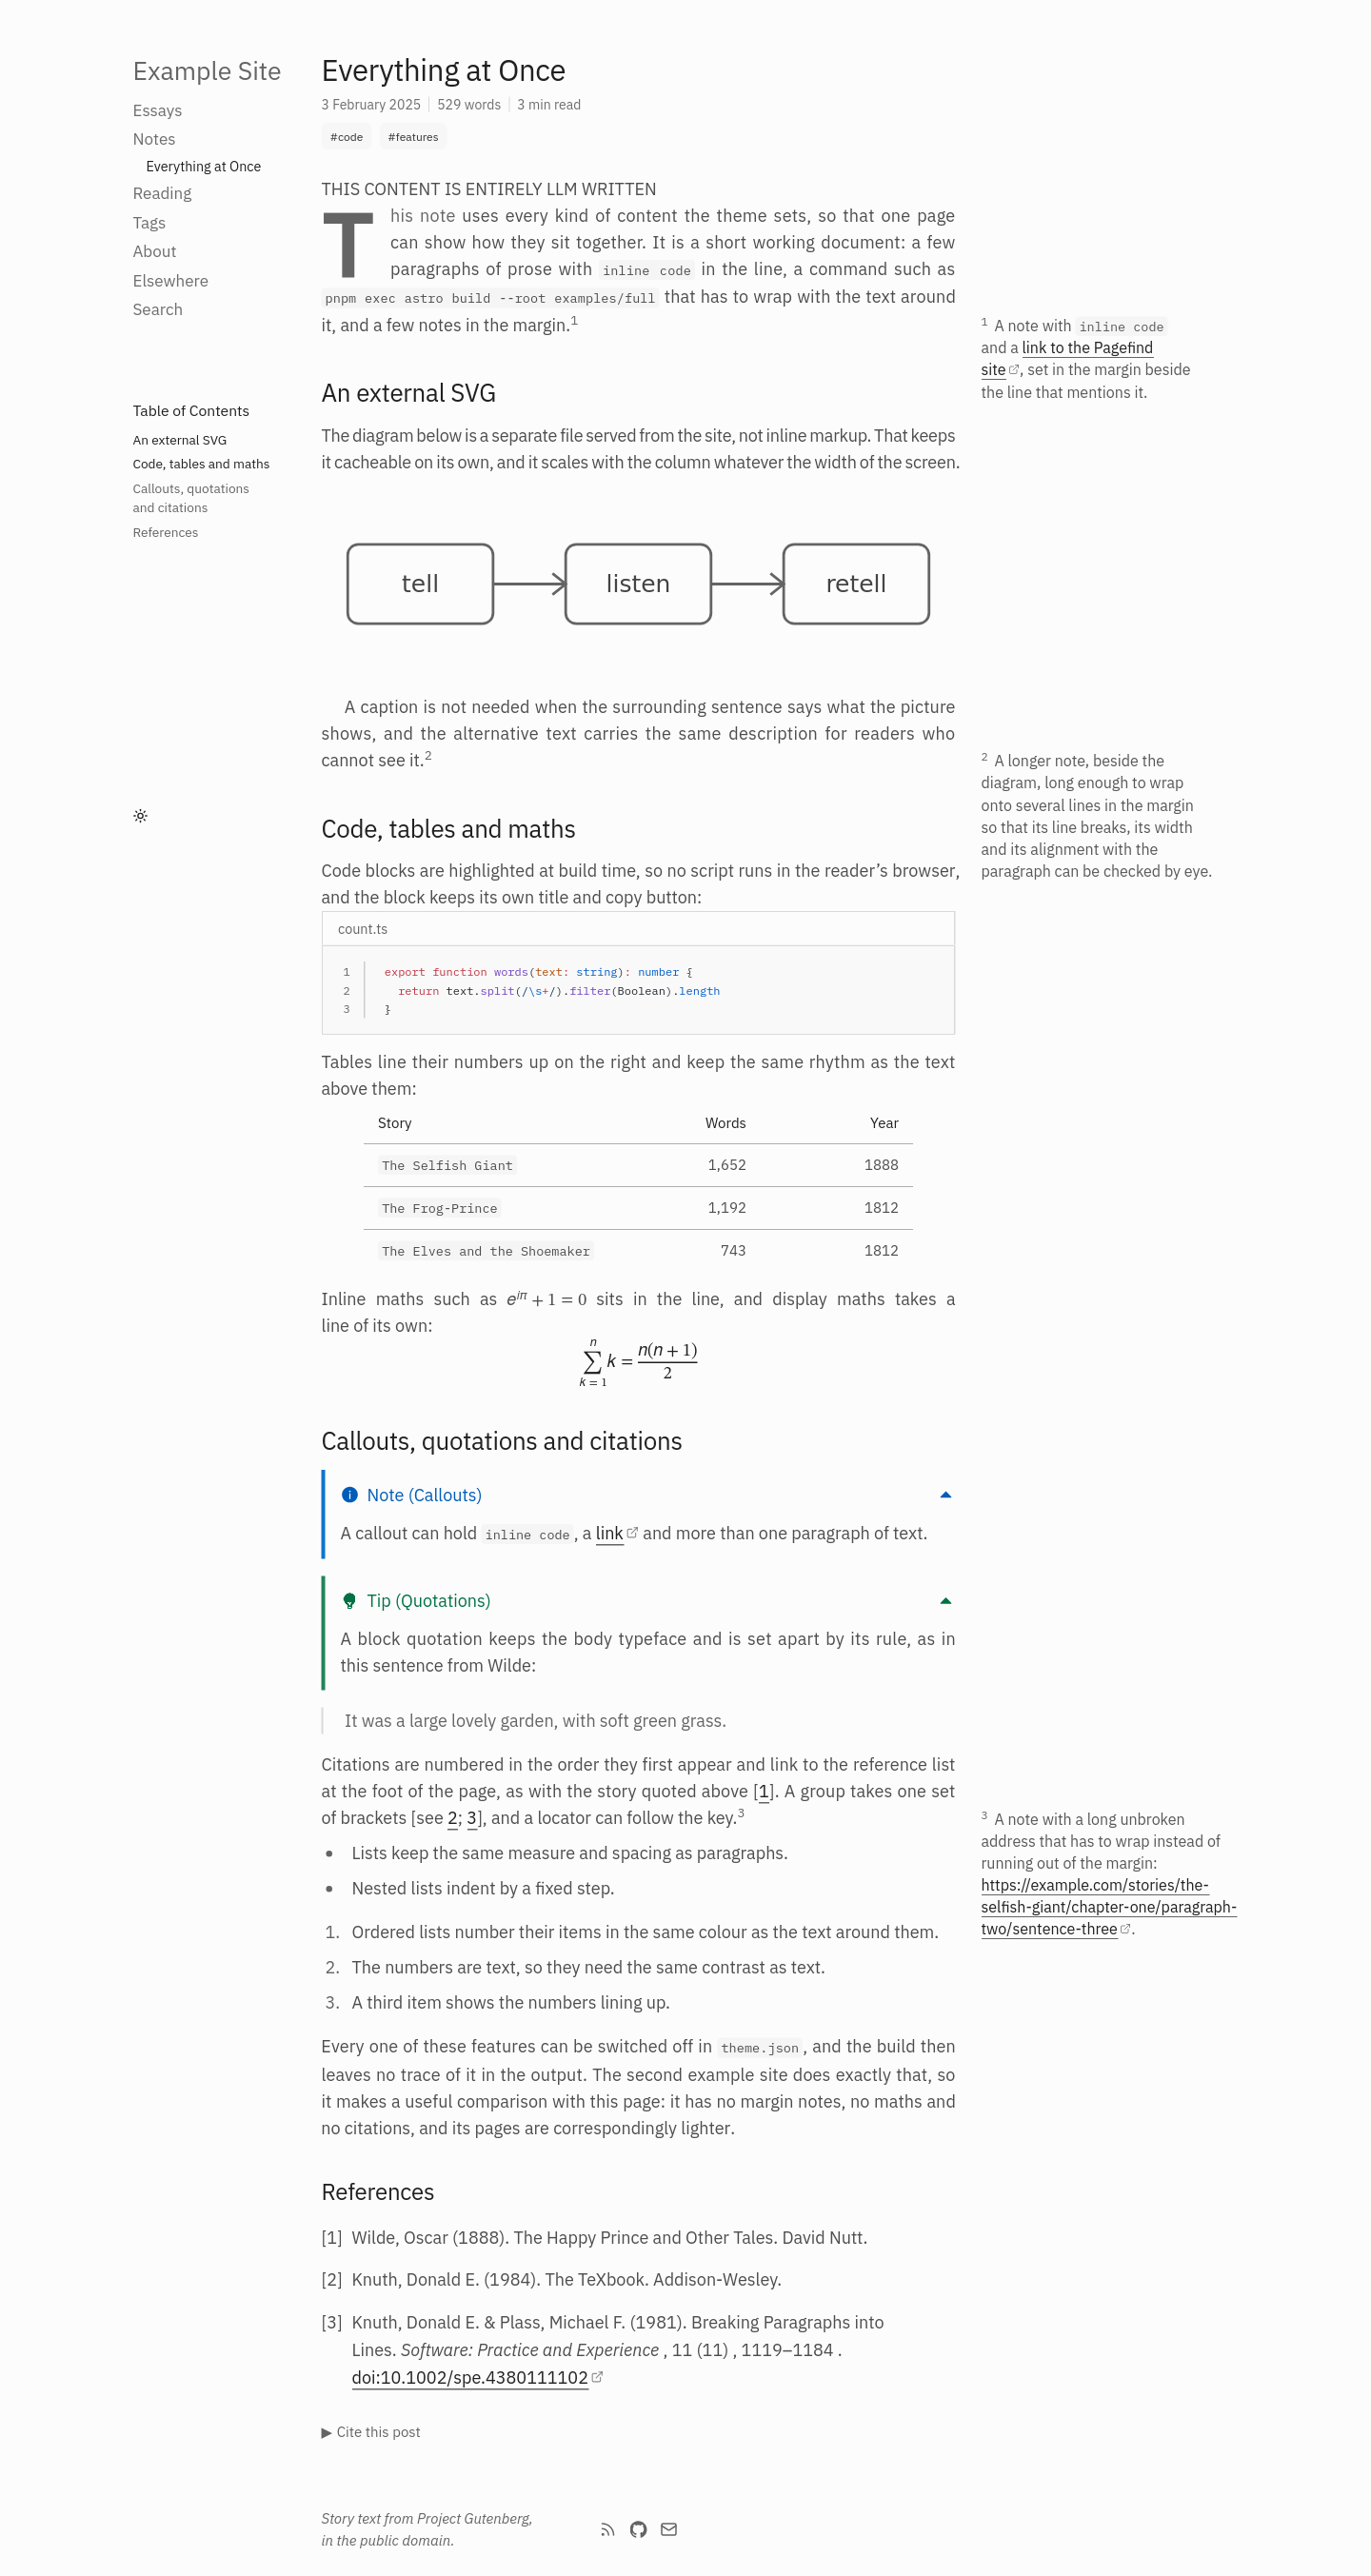 Example Site
Essays
Notes
Everything at Once
Reading
Tags
About
Elsewhere
Search
Table of Contents
An external SVG
Code, tables and maths
Callouts, quotations
and citations
References
Everything at Once
3 February 2025 | 529 words | 3 min read
#code #features
THIS CONTENT IS ENTIRELY LLM WRITTEN
This note uses every kind of content the theme sets, so that one page
can show how they sit together. It is a short working document: a few
paragraphs of prose with inline code in the line, a command such as
pnpm exec astro build --root examples/full that has to wrap with the text around
it, and a few notes in the margin.1
1 A note with inline code
and a link to the Pagefind
site, set in the margin beside
the line that mentions it.
An external SVG
The diagram below is a separate file served from the site, not inline markup. That keeps
it cacheable on its own, and it scales with the column whatever the width of the screen.
tell listen retell
A caption is not needed when the surrounding sentence says what the picture
shows, and the alternative text carries the same description for readers who
cannot see it.2
2 A longer note, beside the
diagram, long enough to wrap
onto several lines in the margin
so that its line breaks, its width
and its alignment with the
paragraph can be checked by eye.
Code, tables and maths
Code blocks are highlighted at build time, so no script runs in the reader’s browser,
and the block keeps its own title and copy button:
count.ts
1 export function words(text: string): number {
2 return text.split(/\s+/).filter(Boolean).length
3 }
Tables line their numbers up on the right and keep the same rhythm as the text
above them:
Story Words Year
The Selfish Giant 1,652 1888
The Frog-Prince 1,192 1812
The Elves and the Shoemaker 743 1812
Inline maths such as e^{iπ} + 1 = 0 sits in the line, and display maths takes a
line of its own:
n
∑ k = n(n + 1)
k = 1 2
Callouts, quotations and citations
Note (Callouts)
A callout can hold inline code, a link and more than one paragraph of text.
Tip (Quotations)
A block quotation keeps the body typeface and is set apart by its rule, as in
this sentence from Wilde:
It was a large lovely garden, with soft green grass.
Citations are numbered in the order they first appear and link to the reference list
at the foot of the page, as with the story quoted above [1]. A group takes one set
of brackets [see 2; 3], and a locator can follow the key.3
3 A note with a long unbroken
address that has to wrap instead of
running out of the margin:
https://example.com/stories/the-
selfish-giant/chapter-one/paragraph-
two/sentence-three.
• Lists keep the same measure and spacing as paragraphs.
• Nested lists indent by a fixed step.
1. Ordered lists number their items in the same colour as the text around them.
2. The numbers are text, so they need the same contrast as text.
3. A third item shows the numbers lining up.
Every one of these features can be switched off in theme.json, and the build then
leaves no trace of it in the output. The second example site does exactly that, so
it makes a useful comparison with this page: it has no margin notes, no maths and
no citations, and its pages are correspondingly lighter.
References
[1] Wilde, Oscar (1888). The Happy Prince and Other Tales. David Nutt.
[2] Knuth, Donald E. (1984). The TeXbook. Addison-Wesley.
[3] Knuth, Donald E. & Plass, Michael F. (1981). Breaking Paragraphs into
Lines. Software: Practice and Experience , 11 (11) , 1119–1184 .
doi:10.1002/spe.4380111102
▶ Cite this post
Story text from Project Gutenberg,
in the public domain.